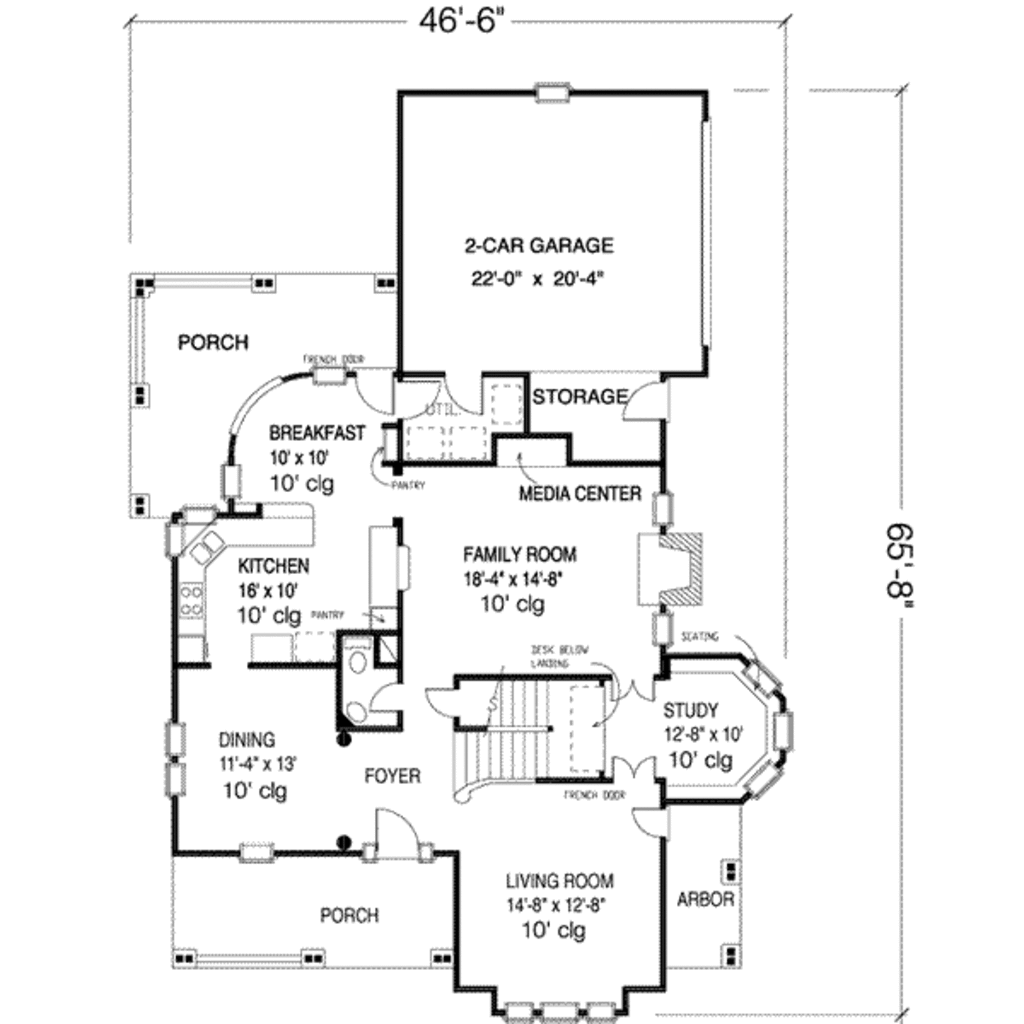 46'-6"
2-CAR GARAGE
22'-0" x 20'-4"
PORCH
FRENCH DOOR
UTIL.
STORAGE
BREAKFAST
10' x 10'
10' clg
PANTRY
MEDIA CENTER
65'-8"
FAMILY ROOM
18'-4" x 14'-8"
10' clg
KITCHEN
16' x 10'
10' clg
PANTRY
SEATING
DESK BELOW
LANDING
STUDY
12'-8" x 10'
10' clg
DINING
11'-4" x 13'
10' clg
FOYER
FRENCH DOOR
LIVING ROOM
14'-8" x 12'-8"
10' clg
ARBOR
PORCH